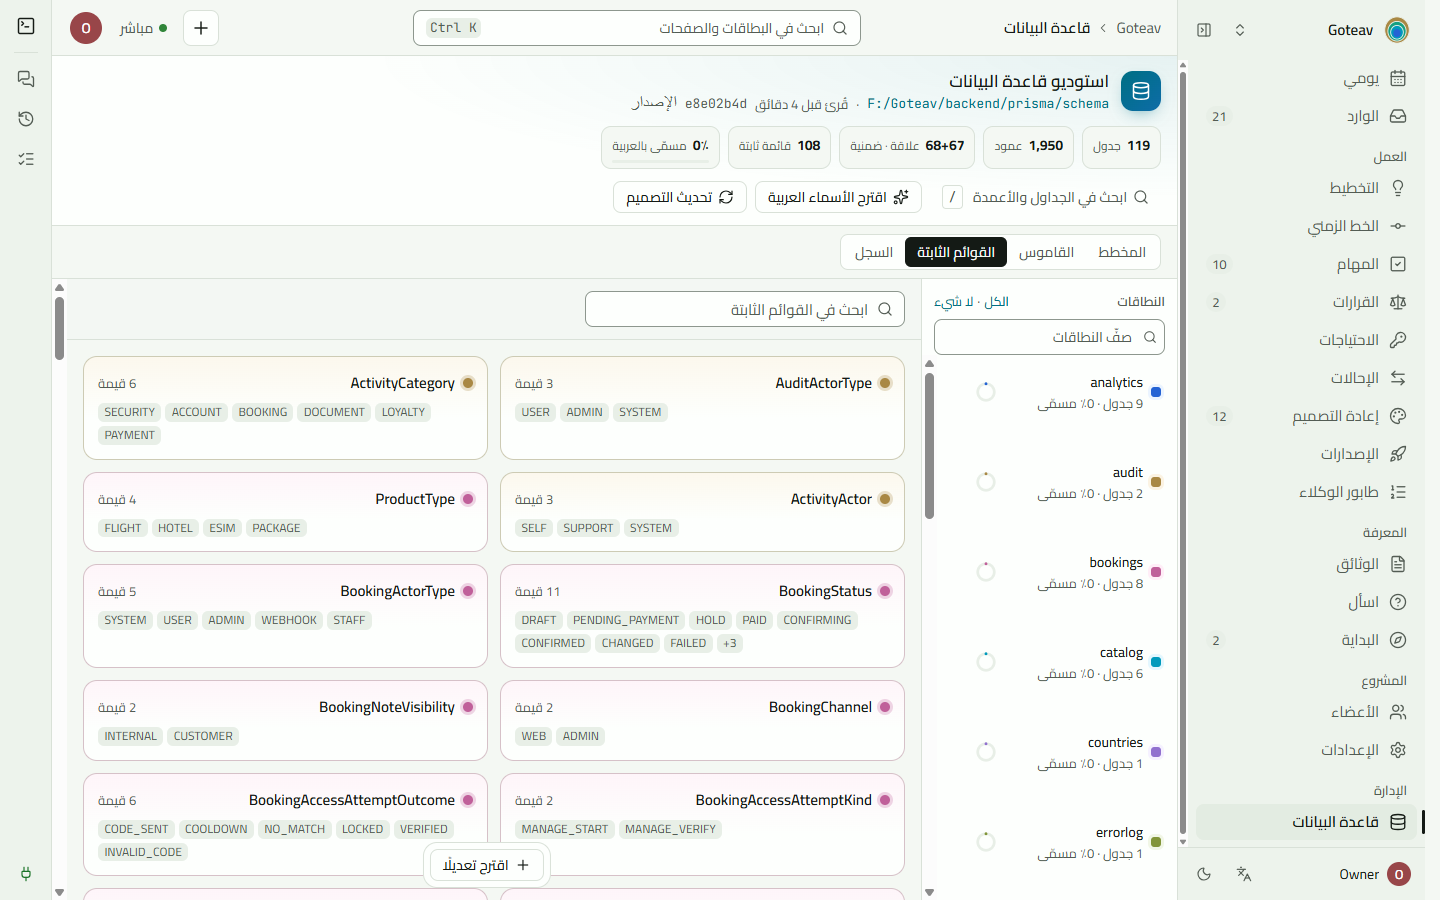 Goteav
يومي
الوارد 21
العمل
التخطيط
الخط الزمني
المهام 10
القرارات 2
الاحتياجات
الإحالات
إعادة التصميم 12
الإصدارات
طابور الوكلاء
المعرفة
الوثائق
اسأل
البداية 2
المشروع
الأعضاء
الإعدادات
الإدارة
قاعدة البيانات
Owner O
Goteav › قاعدة البيانات
ابحث في البطاقات والصفحات Ctrl K
مباشر
O
استوديو قاعدة البيانات
F:/Goteav/backend/prisma/schema · قُرئ قبل 4 دقائق e8e02b4d الإصدار
119 جدول
1,950 عمود
68+67 علاقة · ضمنية
108 قائمة ثابتة
0٪ مسمّى بالعربية
ابحث في الجداول والأعمدة /
اقترح الأسماء العربية
تحديث التصميم
المخطط
القاموس
القوائم الثابتة
السجل
النطاقات
الكل · لا شيء
صفّ النطاقات
analytics
9 جدول · 0٪ مسمّى
audit
2 جدول · 0٪ مسمّى
bookings
8 جدول · 0٪ مسمّى
catalog
6 جدول · 0٪ مسمّى
countries
1 جدول · 0٪ مسمّى
errorlog
1 جدول · 0٪ مسمّى
ابحث في القوائم الثابتة
AuditActorType 3 قيمة
USER ADMIN SYSTEM
ActivityCategory 6 قيمة
SECURITY ACCOUNT BOOKING DOCUMENT LOYALTY
PAYMENT
ActivityActor 3 قيمة
SELF SUPPORT SYSTEM
ProductType 4 قيمة
FLIGHT HOTEL ESIM PACKAGE
BookingStatus 11 قيمة
DRAFT PENDING_PAYMENT HOLD PAID CONFIRMING
CONFIRMED CHANGED FAILED +3
BookingActorType 5 قيمة
SYSTEM USER ADMIN WEBHOOK STAFF
BookingChannel 2 قيمة
WEB ADMIN
BookingNoteVisibility 2 قيمة
INTERNAL CUSTOMER
BookingAccessAttemptKind 2 قيمة
MANAGE_START MANAGE_VERIFY
BookingAccessAttemptOutcome 6 قيمة
CODE_SENT COOLDOWN NO_MATCH LOCKED VERIFIED
INVALID_CODE
اقترح تعديلًا